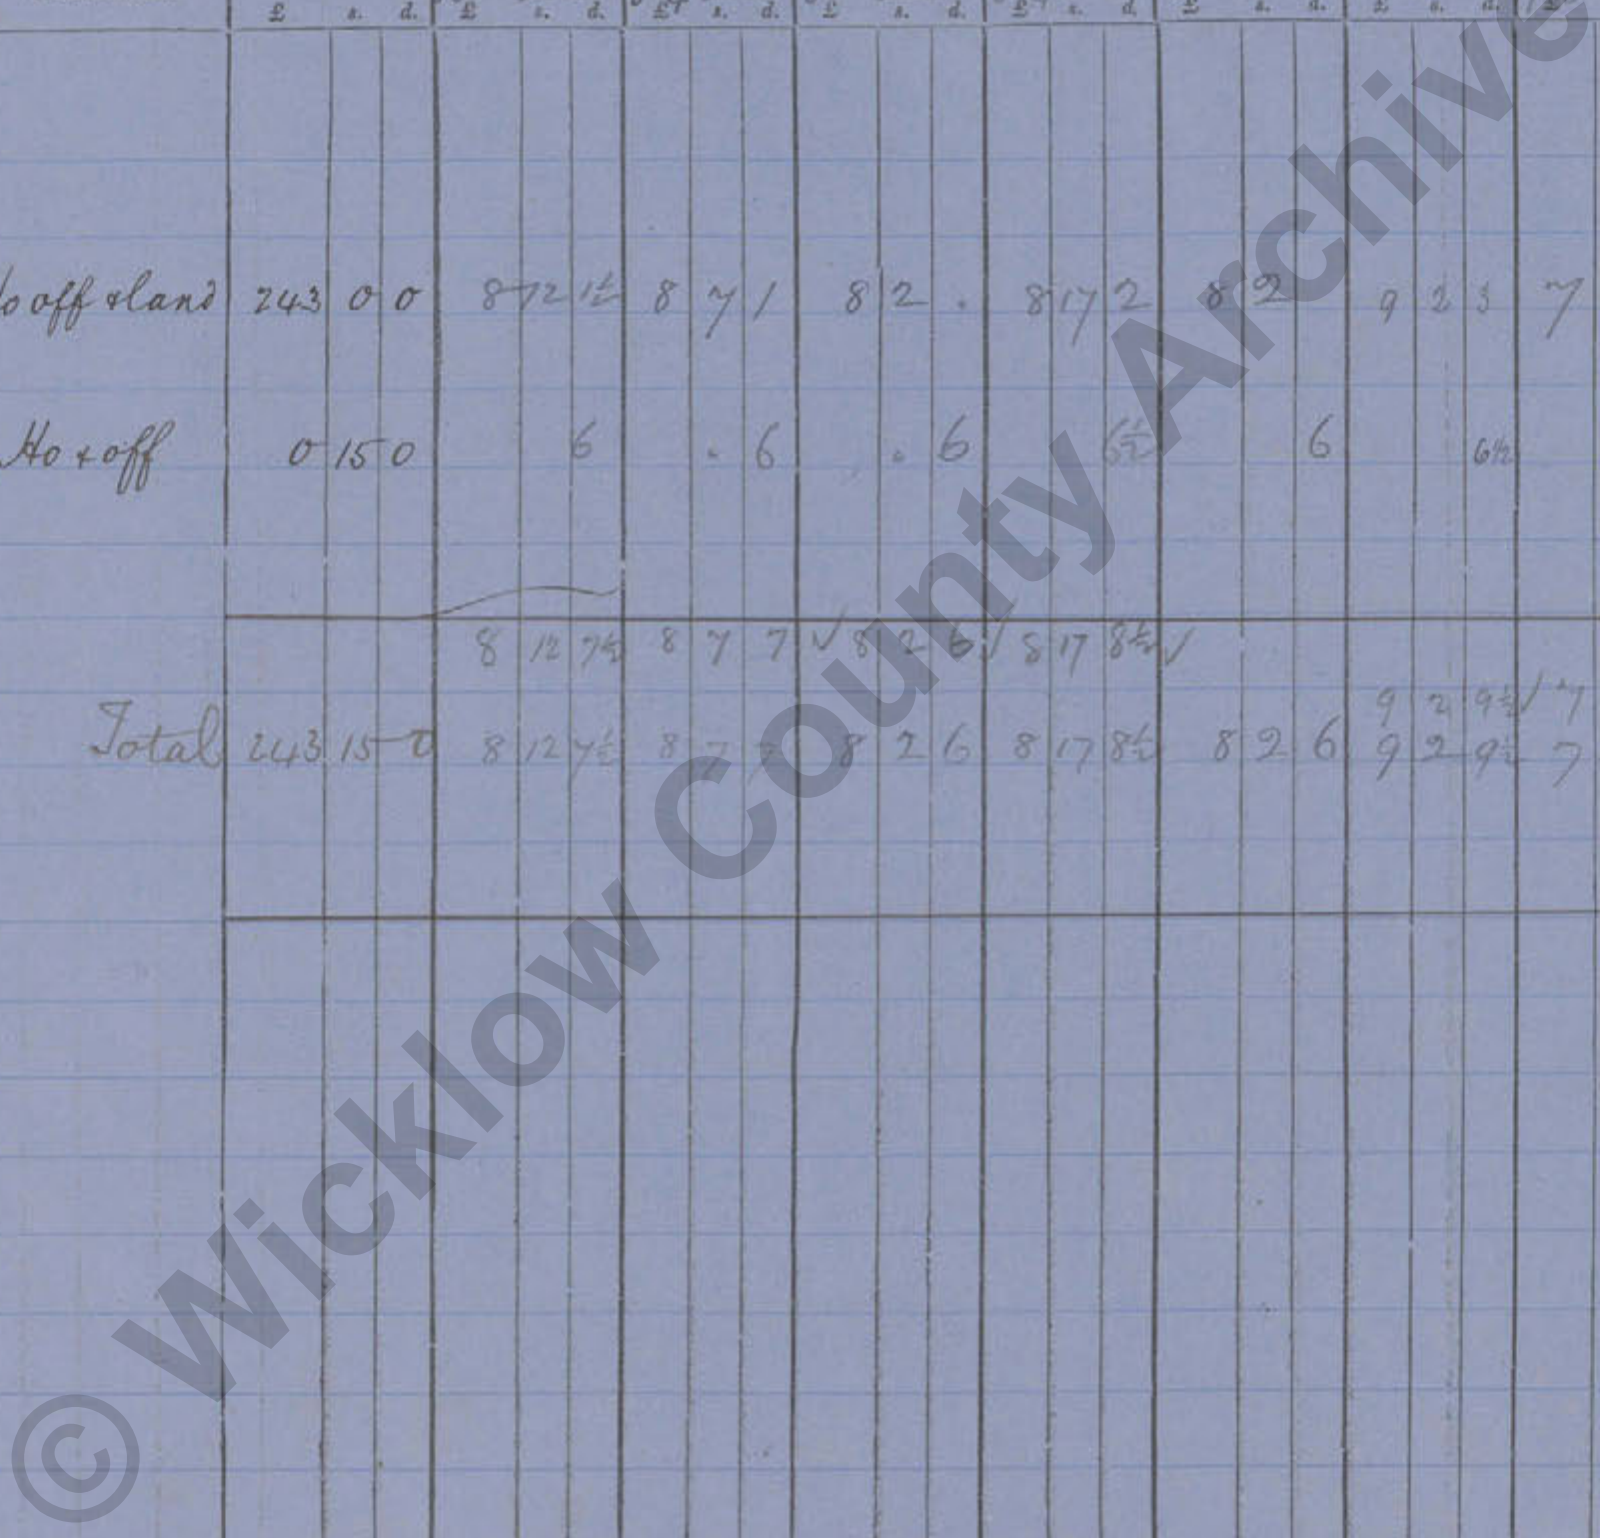 £ s. d. £ s. d. £ s. d. £ s. d. £ s. d. £ s. d. £ s. d. £
o off & land 243 0 0 8 12 1½ 8 7 1 8 2 . 8 17 2 8 2 9 2 3 7
Ho & off 0 15 0 6 . 6 . 6 6½ 6 6½
8 12 7½ 8 7 7 ✓ 8 2 6 ✓ 8 17 8½ ✓
9 2 9½ ✓ 7
Total 243 15 0 8 12 7½ 8 7 7 8 2 6 8 17 8½ 8 2 6 9 2 9½ 7
© Wicklow County Archive